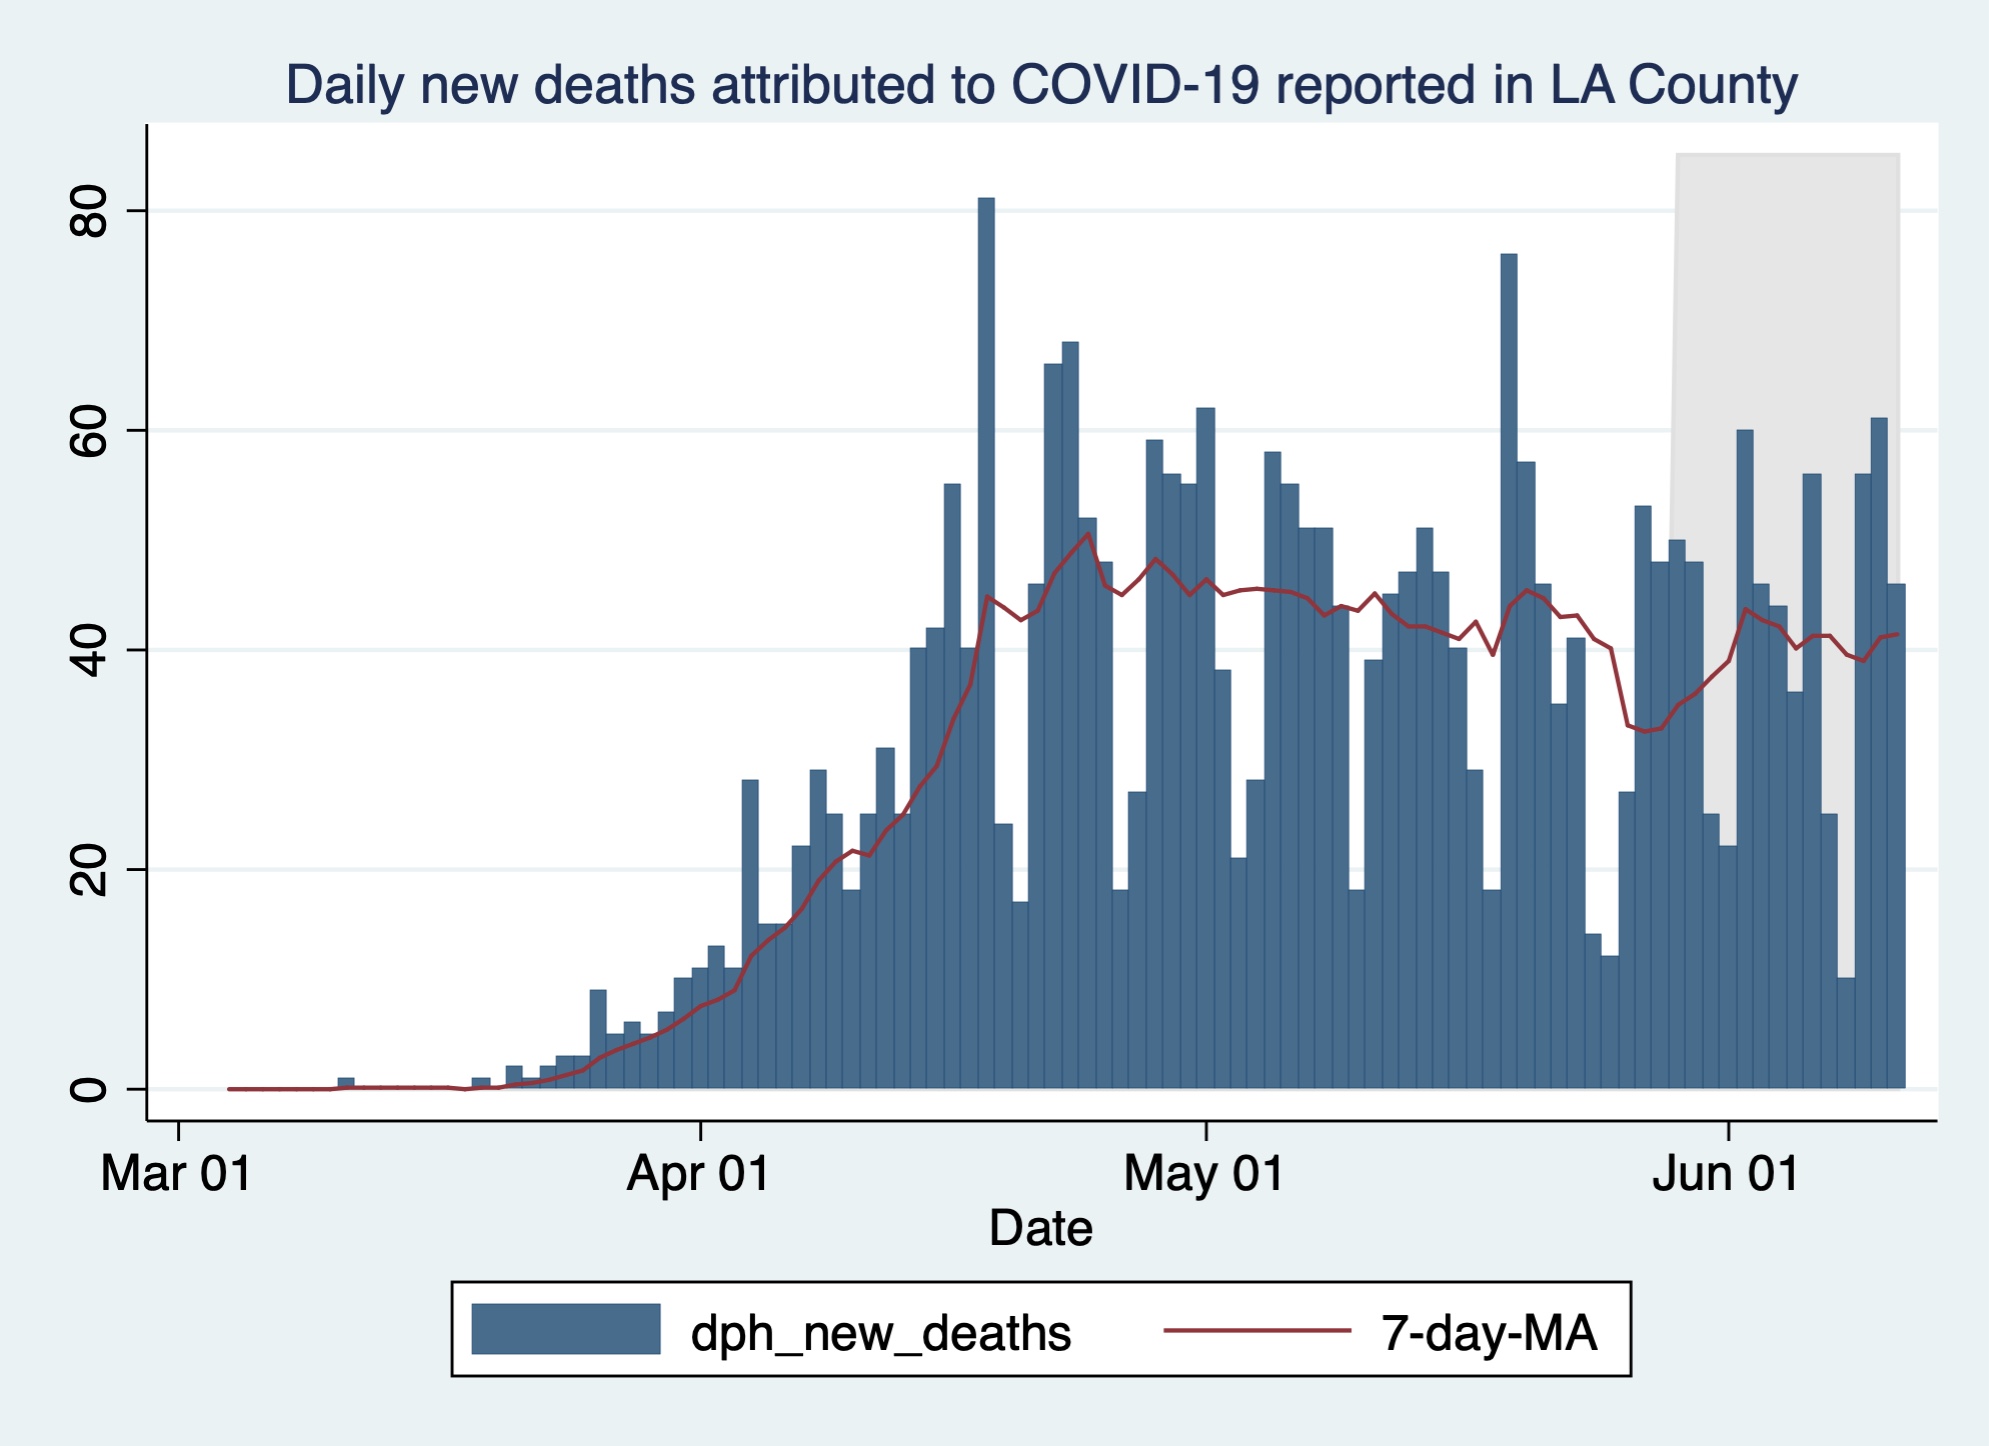 Daily new deaths attributed to COVID-19 reported in LA County
80
60
40
20
0
Mar 01 Apr 01 May 01 Jun 01
Date
dph_new_deaths 7-day-MA